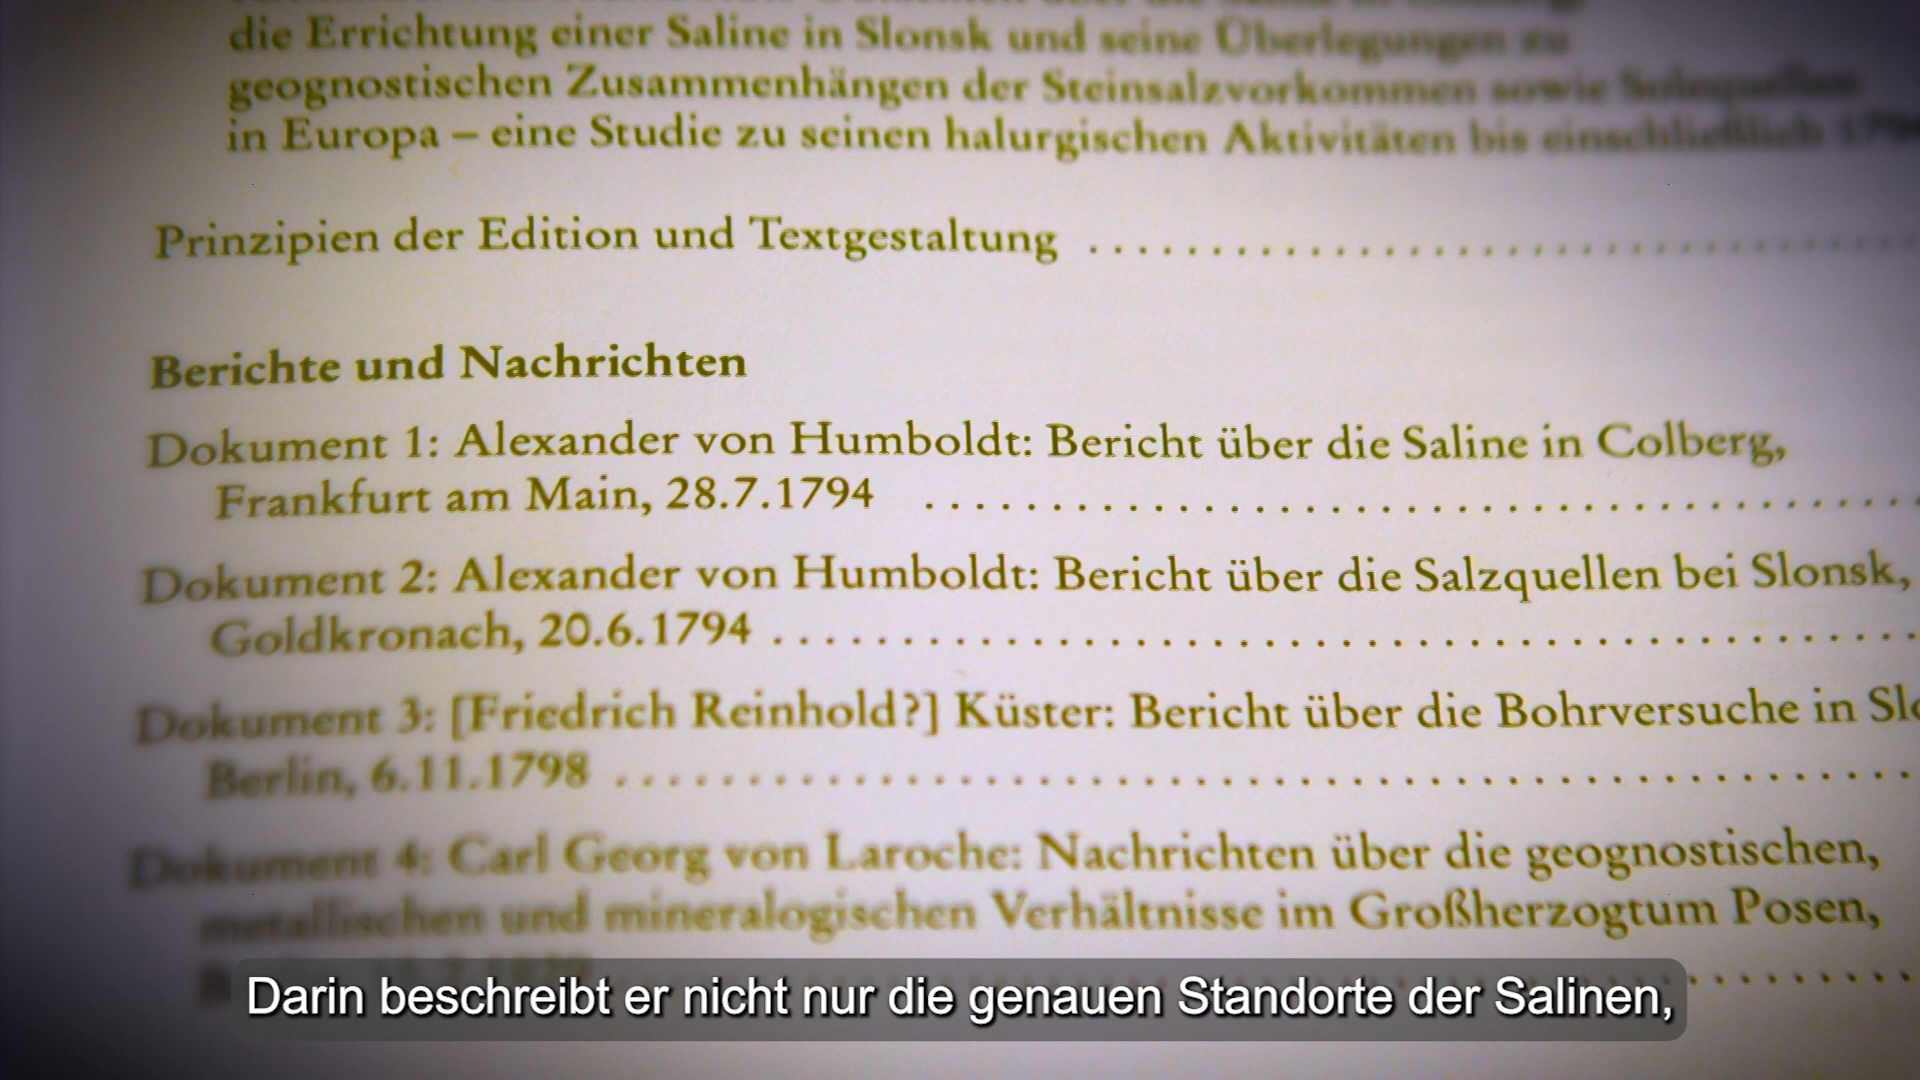 die Errichtung einer Saline in Slonsk und seine Überlegungen zu
geognostischen Zusammenhängen der Steinsalzvorkommen sowie Solequellen
in Europa – eine Studie zu seinen halurgischen Aktivitäten bis einschließlich
Prinzipien der Edition und Textgestaltung
Berichte und Nachrichten
Dokument 1: Alexander von Humboldt: Bericht über die Saline in Colberg,
Frankfurt am Main, 28.7.1794
Dokument 2: Alexander von Humboldt: Bericht über die Salzquellen bei Slonsk,
Goldkronach, 20.6.1794
Dokument 3: [Friedrich Reinhold?] Küster: Bericht über die Bohrversuche in Slo
Berlin, 6.11.1798
Dokument 4: Carl Georg von Laroche: Nachrichten über die geognostischen,
metallischen und mineralogischen Verhältnisse im Großherzogtum Posen,
Darin beschreibt er nicht nur die genauen Standorte der Salinen,